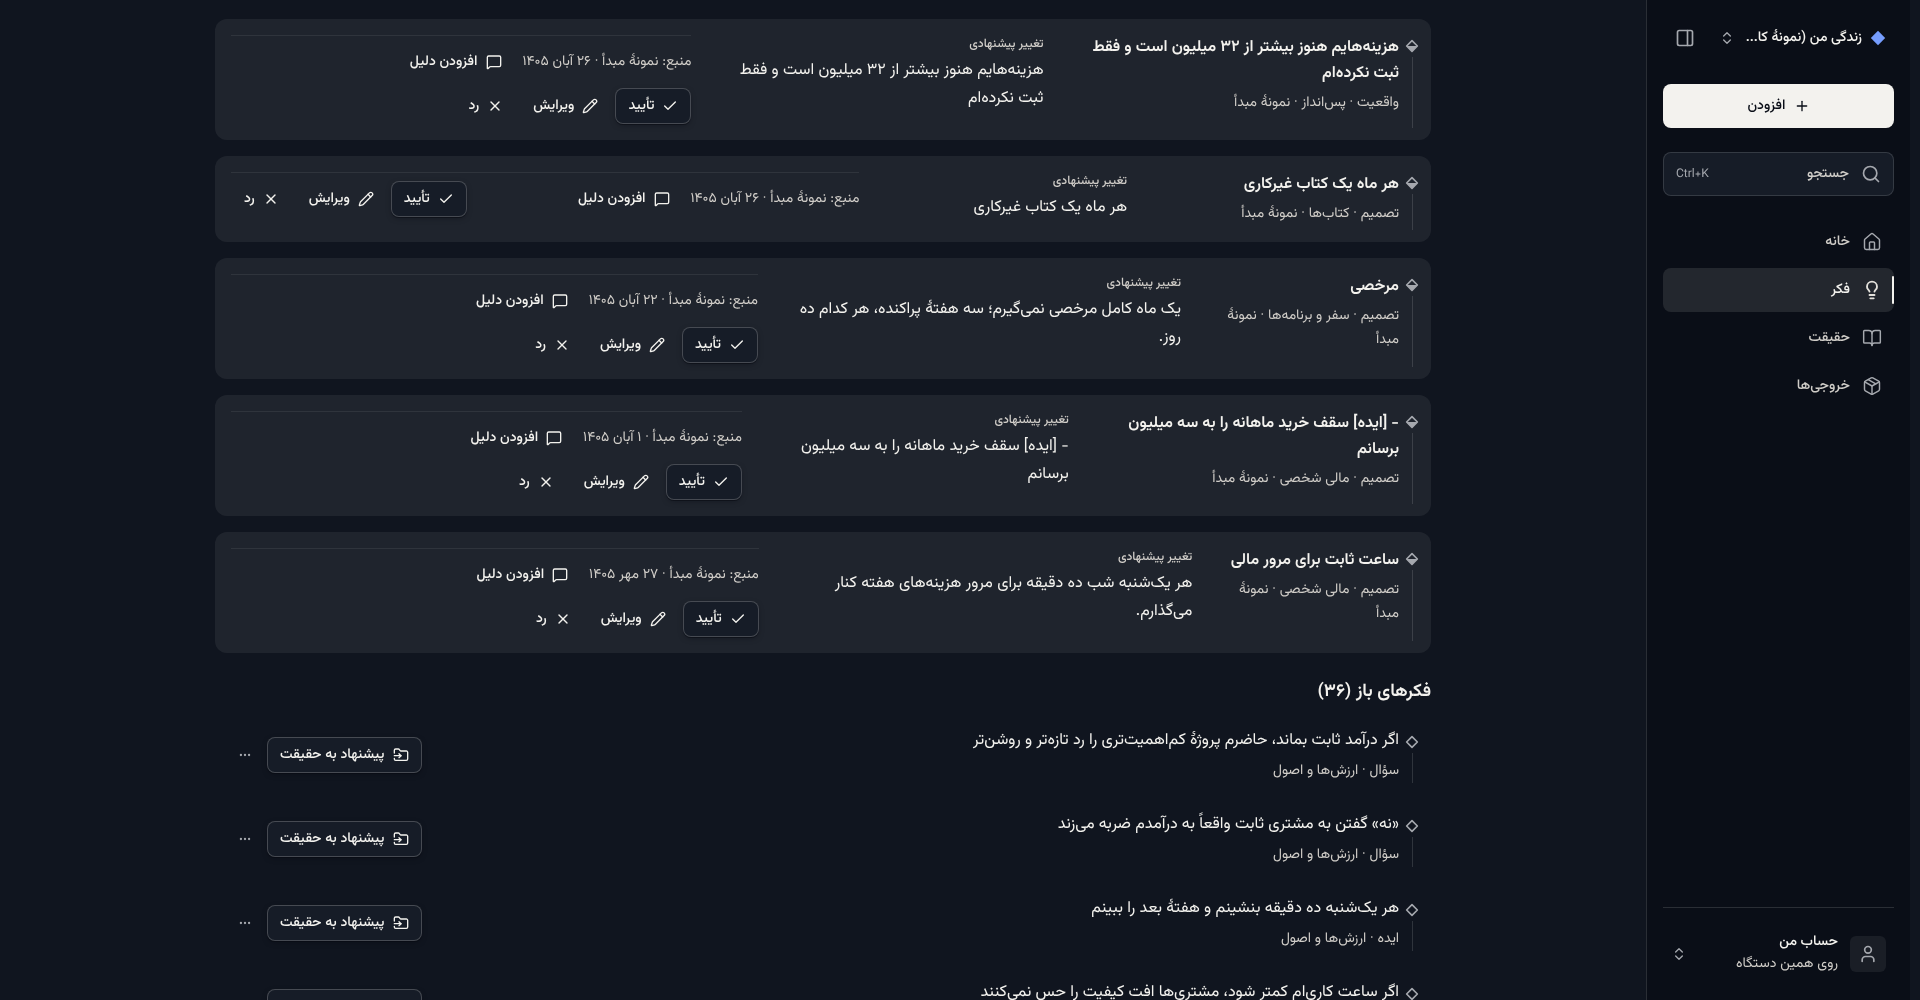 زندگی من (نمونهٔ کا...
افزودن
جستجو
Ctrl+K
خانه
فکر
حقیقت
خروجی‌ها
حساب من
روی همین دستگاه
هزینه‌هایم هنوز بیشتر از ۳۲ میلیون است و فقط
ثبت نکرده‌ام
واقعیت · پس‌انداز · نمونهٔ مبدأ
تغییر پیشنهادی
هزینه‌هایم هنوز بیشتر از ۳۲ میلیون است و فقط
ثبت نکرده‌ام
منبع: نمونهٔ مبدأ · ۲۶ آبان ۱۴۰۵
افزودن دلیل
تأیید
ویرایش
رد
هر ماه یک کتاب غیرکاری
تصمیم · کتاب‌ها · نمونهٔ مبدأ
تغییر پیشنهادی
هر ماه یک کتاب غیرکاری
منبع: نمونهٔ مبدأ · ۲۶ آبان ۱۴۰۵
افزودن دلیل
تأیید
ویرایش
رد
مرخصی
تصمیم · سفر و برنامه‌ها · نمونهٔ
مبدأ
تغییر پیشنهادی
یک ماه کامل مرخصی نمی‌گیرم؛ سه هفتهٔ پراکنده، هر کدام ده
روز.
منبع: نمونهٔ مبدأ · ۲۲ آبان ۱۴۰۵
افزودن دلیل
تأیید
ویرایش
رد
- [ایده] سقف خرید ماهانه را به سه میلیون
برسانم
تصمیم · مالی شخصی · نمونهٔ مبدأ
تغییر پیشنهادی
- [ایده] سقف خرید ماهانه را به سه میلیون
برسانم
منبع: نمونهٔ مبدأ · ۱ آبان ۱۴۰۵
افزودن دلیل
تأیید
ویرایش
رد
ساعت ثابت برای مرور مالی
تصمیم · مالی شخصی · نمونهٔ
مبدأ
تغییر پیشنهادی
هر یک‌شنبه شب ده دقیقه برای مرور هزینه‌های هفته کنار
می‌گذارم.
منبع: نمونهٔ مبدأ · ۲۷ مهر ۱۴۰۵
افزودن دلیل
تأیید
ویرایش
رد
فکرهای باز (۳۶)
اگر درآمد ثابت بماند، حاضرم پروژهٔ کم‌اهمیت‌تری را رد تازه‌تر و روشن‌تر
سؤال · ارزش‌ها و اصول
پیشنهاد به حقیقت
«نه» گفتن به مشتری ثابت واقعاً به درآمدم ضربه می‌زند
سؤال · ارزش‌ها و اصول
پیشنهاد به حقیقت
هر یک‌شنبه ده دقیقه بنشینم و هفتهٔ بعد را ببینم
ایده · ارزش‌ها و اصول
پیشنهاد به حقیقت
اگر ساعت کاری‌ام کمتر شود، مشتری‌ها افت کیفیت را حس نمی‌کنند